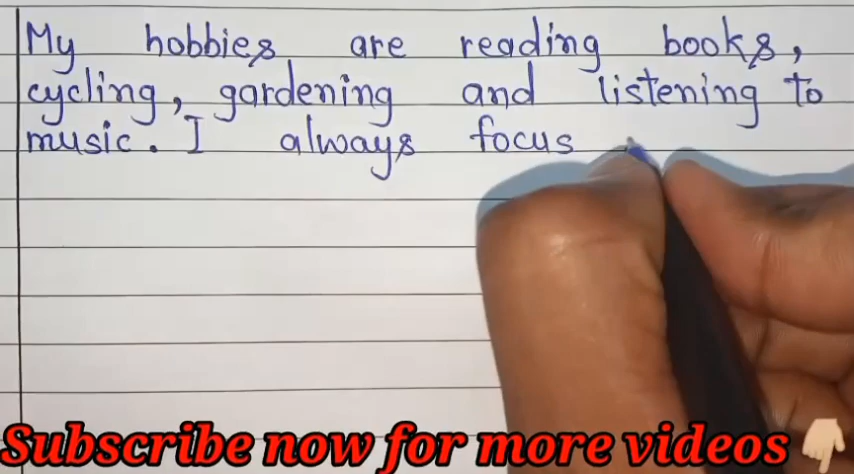 My hobbies are reading books,
cycling, gardening and listening to
music. I always focus
Subscribe now for more videos